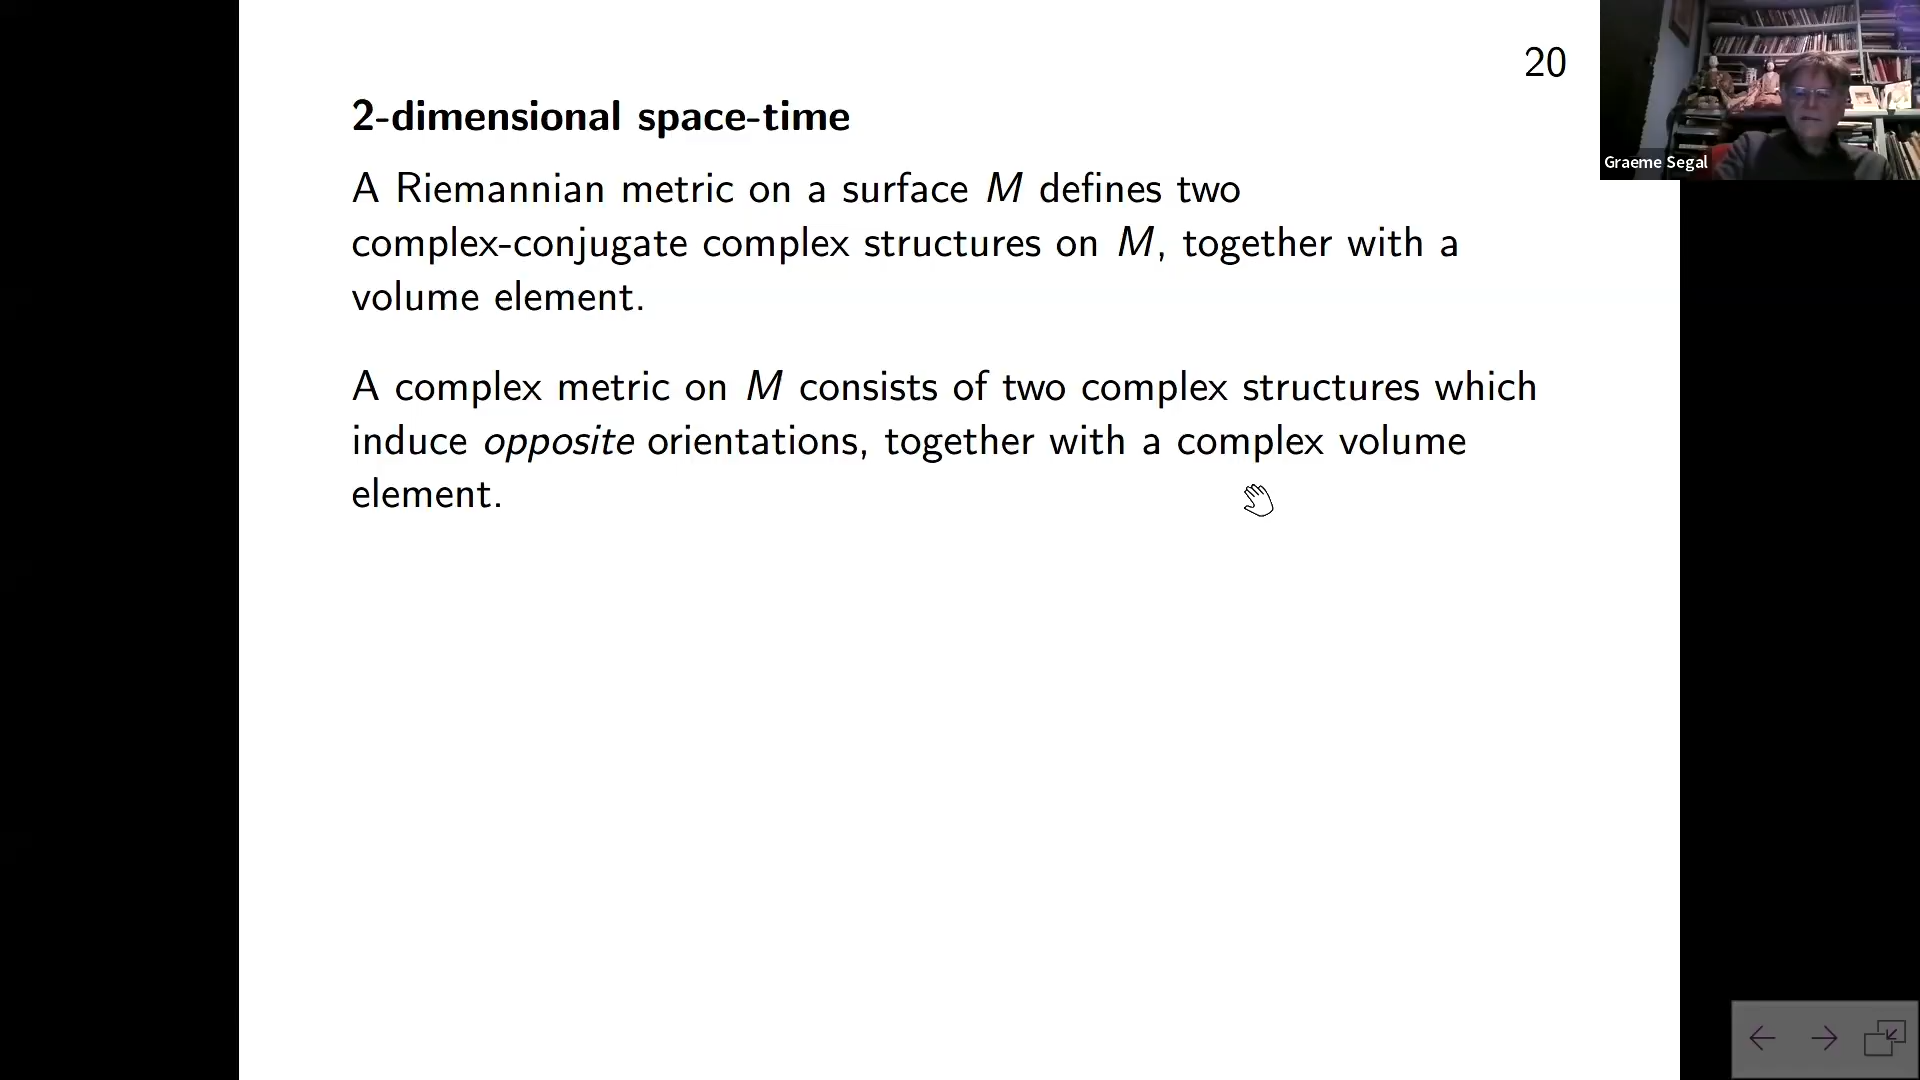 20
Graeme Segal
2-dimensional space-time
A Riemannian metric on a surface M defines two
complex-conjugate complex structures on M, together with a
volume element.
A complex metric on M consists of two complex structures which
induce opposite orientations, together with a complex volume
element.